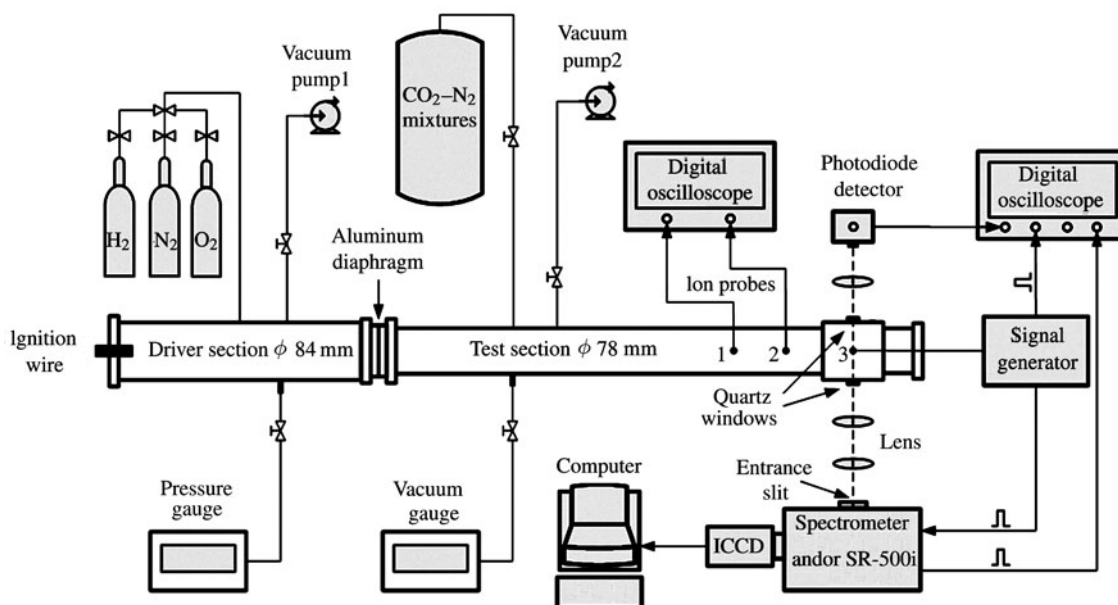 Vacuum
pump1
CO₂–N₂
mixtures
Vacuum
pump2
Digital
oscilloscope
Photodiode
detector
Digital
oscilloscope
H₂
N₂
O₂
Aluminum
diaphragm
Ion probes
Ignition
wire
Driver section ϕ 84 mm
Test section ϕ 78 mm
1
2
3
Signal
generator
Quartz
windows
Lens
Pressure
gauge
Vacuum
gauge
Computer
Entrance
slit
ICCD
Spectrometer
andor SR-500i